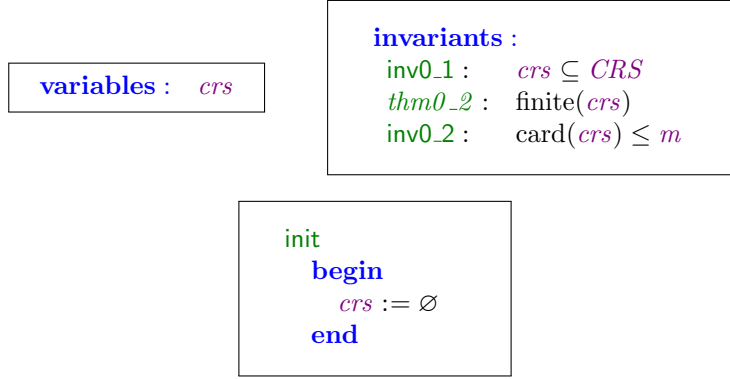 variables : crs
invariants :
inv0_1 : crs ⊆ CRS
thm0_2 : finite(crs)
inv0_2 : card(crs) ≤ m
init
begin
crs := ∅
end